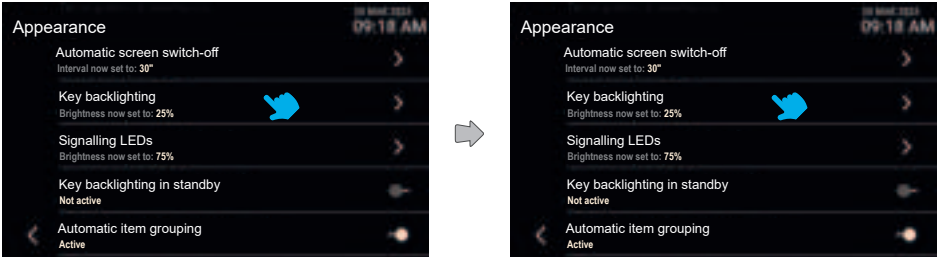 Appearance
09:18 AM
Automatic screen switch-off
Interval now set to: 30"
Key backlighting
Brightness now set to: 25%
Signalling LEDs
Brightness now set to: 75%
Key backlighting in standby
Not active
Automatic item grouping
Active
Appearance
09:18 AM
Automatic screen switch-off
Interval now set to: 30"
Key backlighting
Brightness now set to: 25%
Signalling LEDs
Brightness now set to: 75%
Key backlighting in standby
Not active
Automatic item grouping
Active